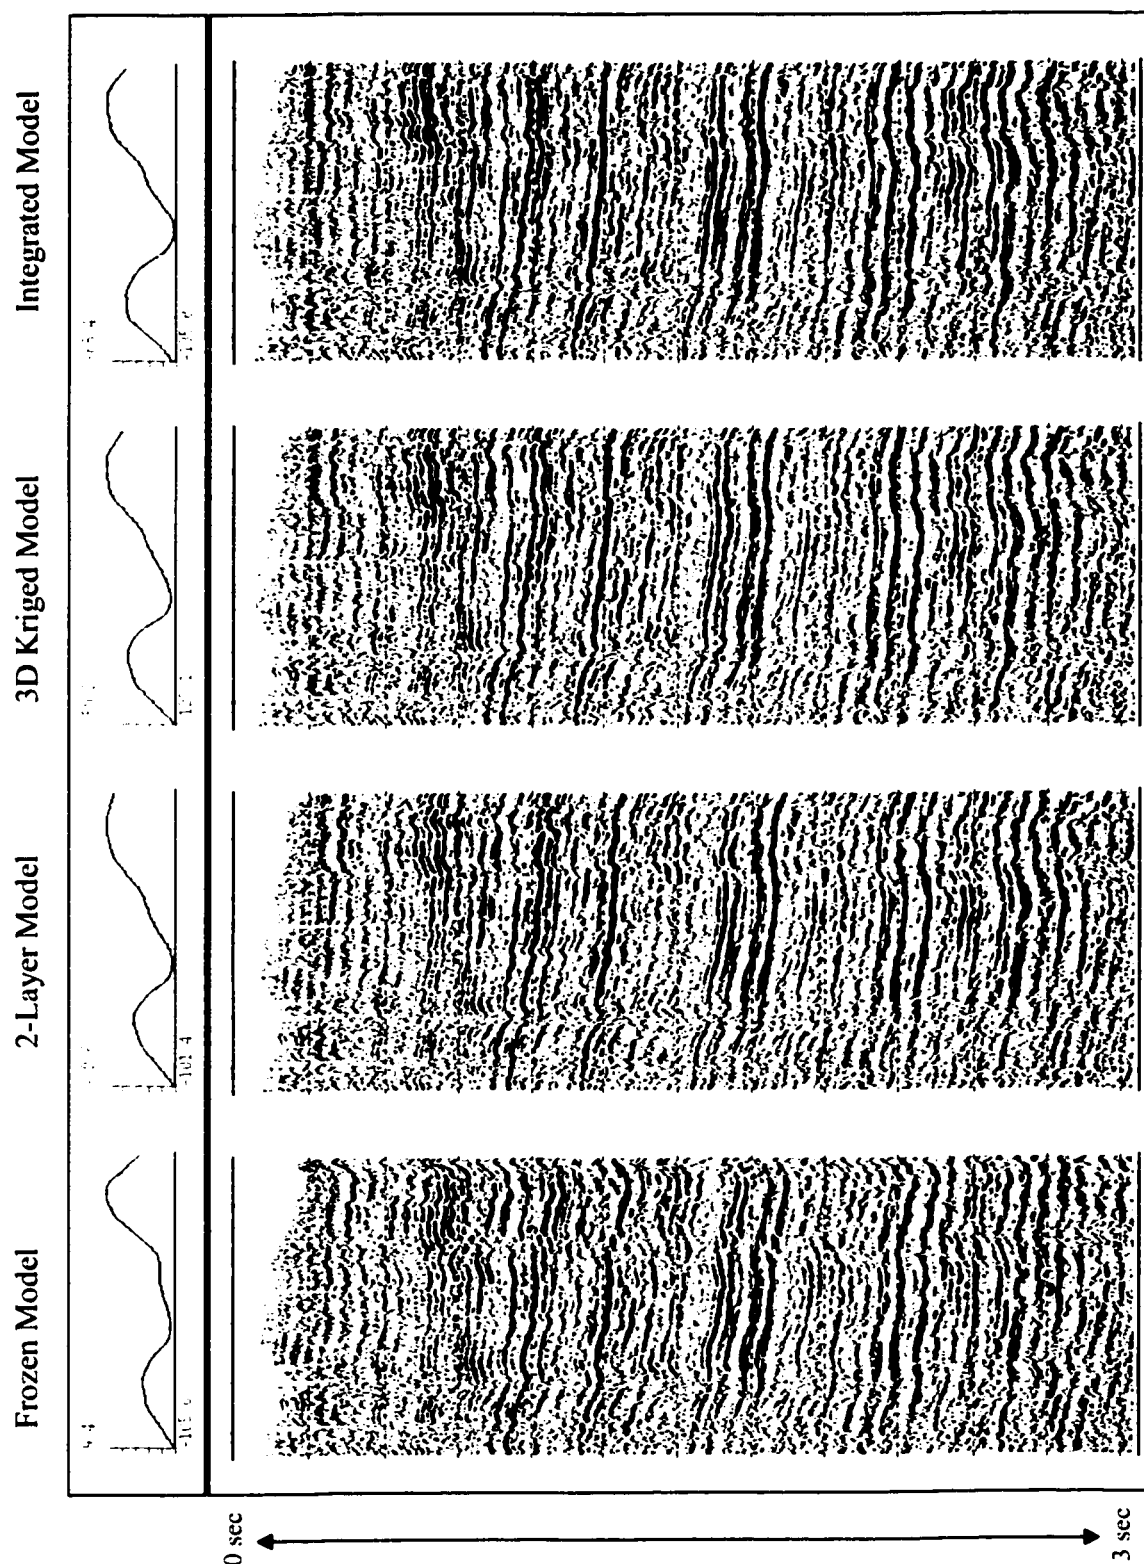 Frozen Model
2-Layer Model
3D Kriged Model
Integrated Model
0 sec
3 sec